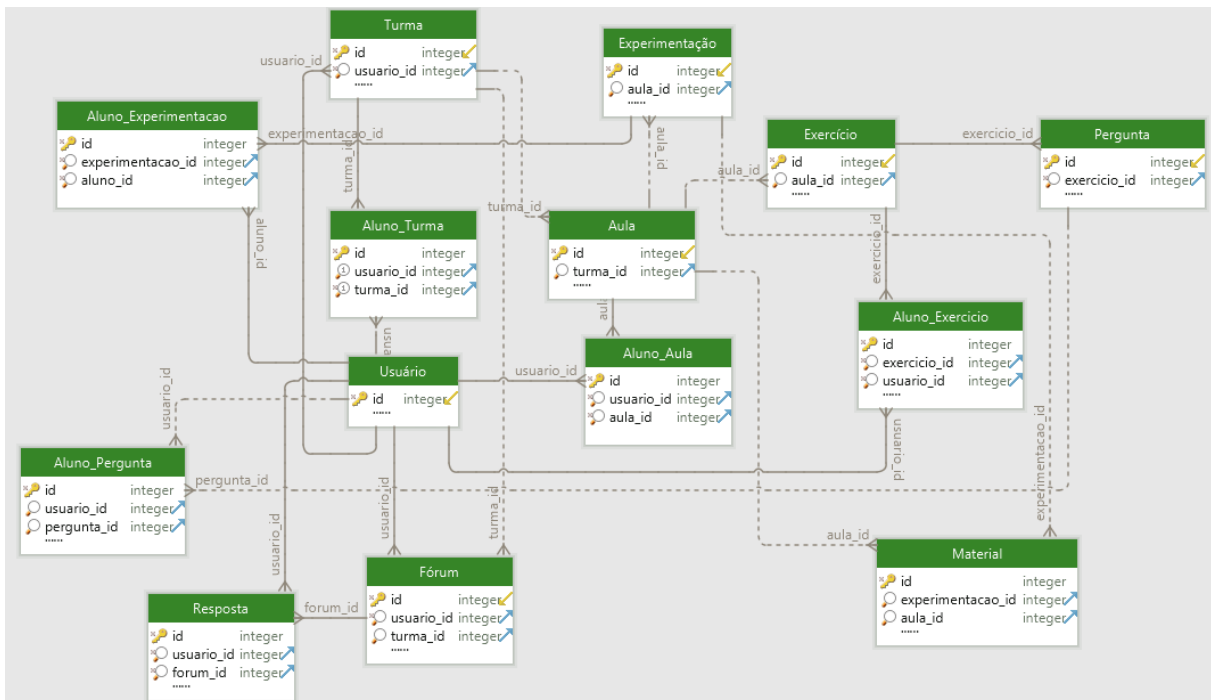 Turma
id integer
usuario_id integer
......
Experimentação
id integer
aula_id integer
......
usuario_id
Aluno_Experimentacao
id integer
experimentacao_id integer
aluno_id integer
......
experimentacao_id
turma_id
aula_id
Exercício
id integer
aula_id integer
......
exercicio_id
Pergunta
id integer
exercicio_id integer
......
aula_id
turma_id
aluno_id
Aluno_Turma
id integer
usuario_id integer
turma_id integer
Aula
id integer
turma_id integer
......
exercicio_id
Aluno_Exercicio
id integer
exercicio_id integer
usuario_id integer
......
Aluno_Aula
id integer
usuario_id integer
aula_id integer
usuario_id
Usuário
id integer
......
usuario_id
Aluno_Pergunta
id integer
usuario_id integer
pergunta_id integer
......
pergunta_id
usuario_id
experimentacao_id
usuario_id
turma_id
usuario_id
aula_id
Material
id integer
experimentacao_id integer
aula_id integer
......
Fórum
id integer
usuario_id integer
turma_id integer
......
forum_id
Resposta
id integer
usuario_id integer
forum_id integer
......